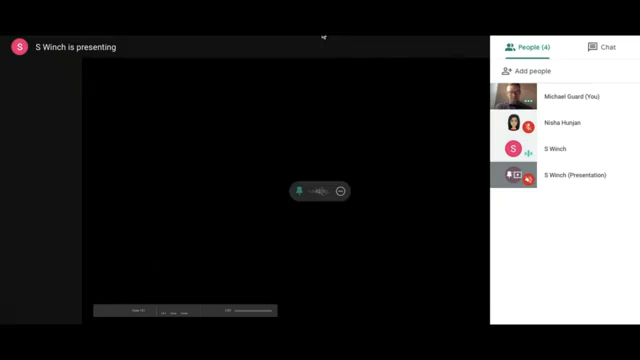 S
S Winch is presenting
People (4)
Chat
Add people
Michael Guard (You)
Nisha Hunjan
S
S Winch
S Winch (Presentation)